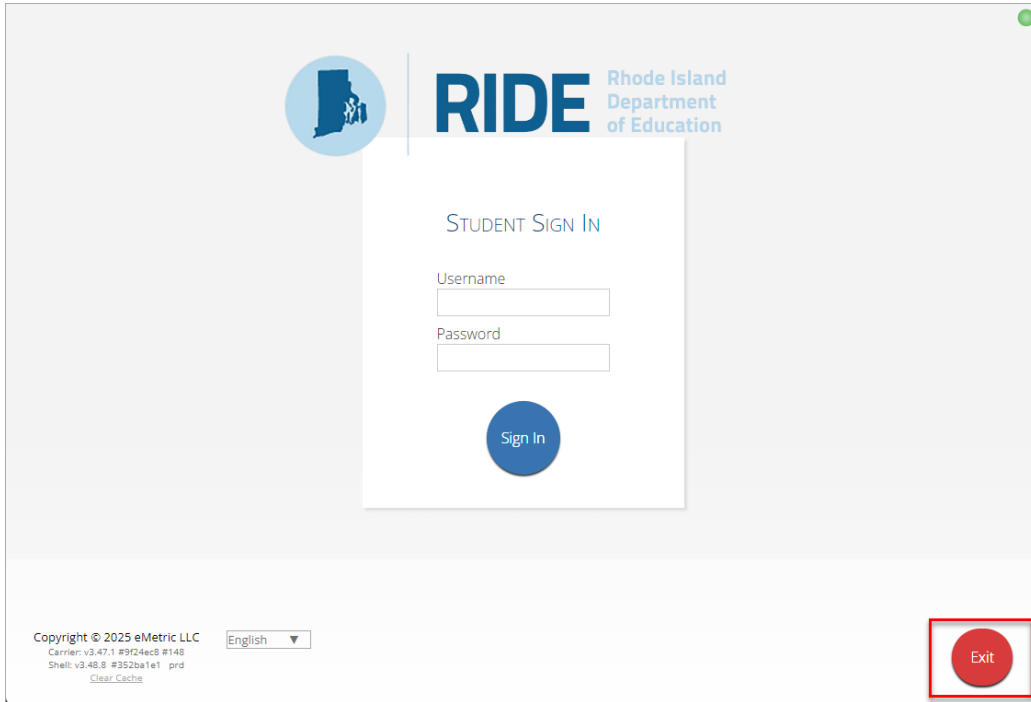 RIDE
Rhode Island
Department
of Education
Student Sign In
Username
Password
Sign In
Copyright © 2025 eMetric LLC
Carrier: v3.47.1 #9f24ec8 #148
Shell: v3.48.8 #352ba1e1 prd
Clear Cache
English ▼
Exit